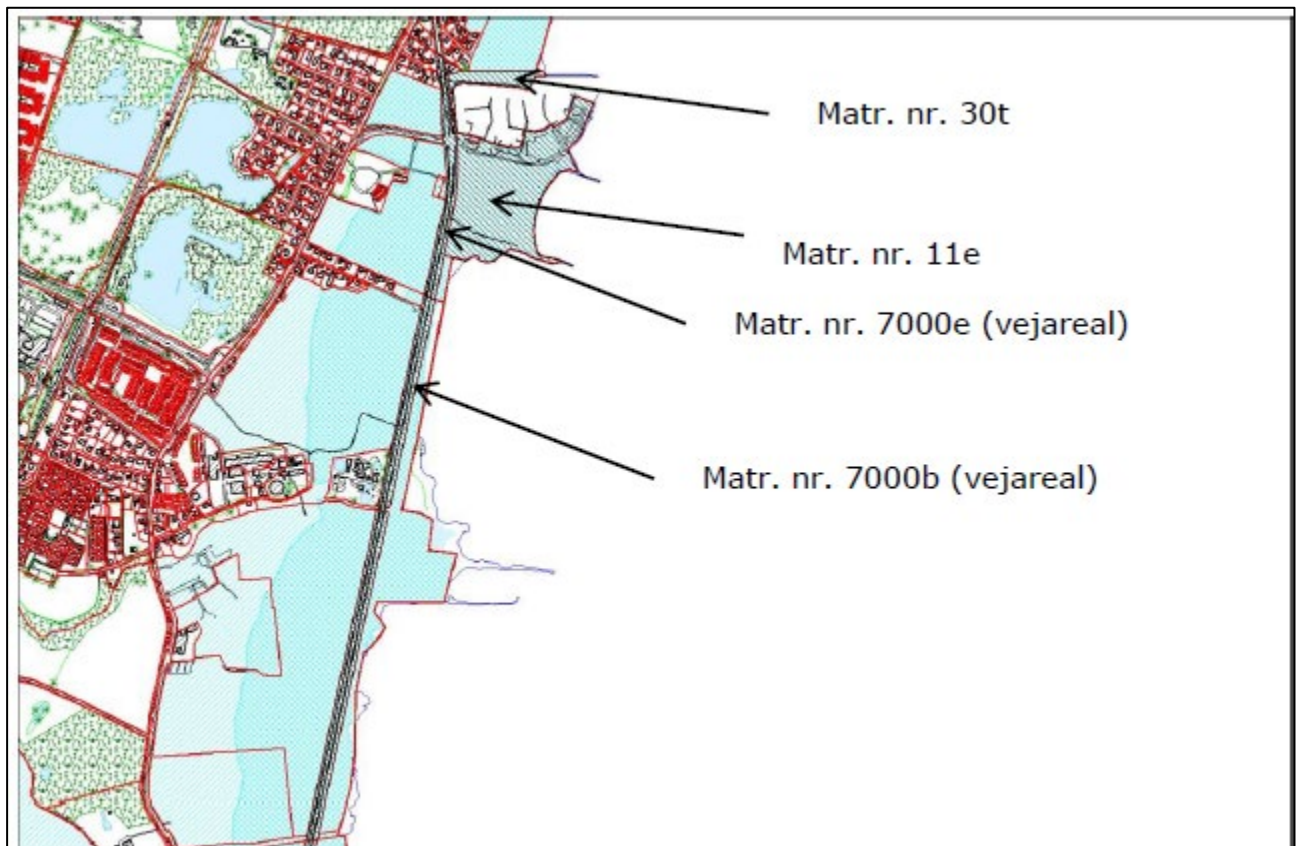 Matr. nr. 30t
Matr. nr. 11e
Matr. nr. 7000e (vejareal)
Matr. nr. 7000b (vejareal)